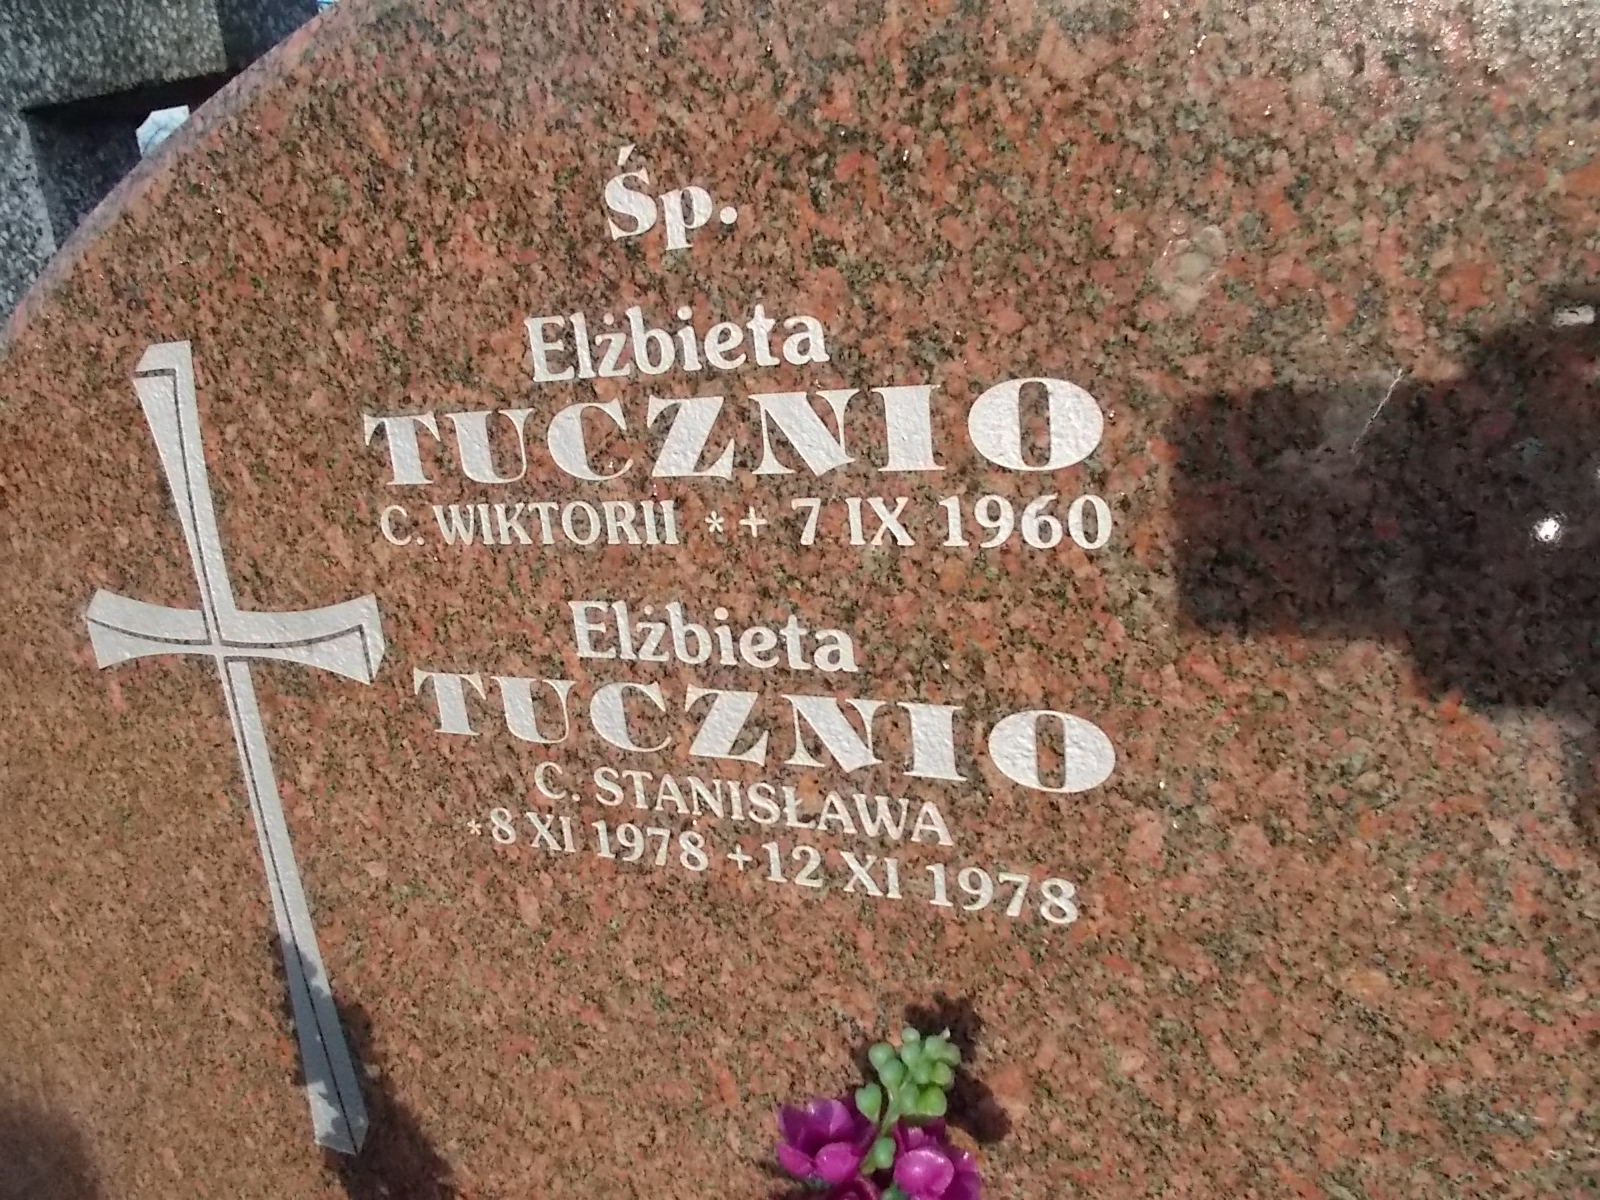 Śp.
Elżbieta
TUCZNIO
C. WIKTORII *+ 7 IX 1960
Elżbieta
TUCZNIO
C. STANISŁAWA
*8 XI 1978 +12 XI 1978